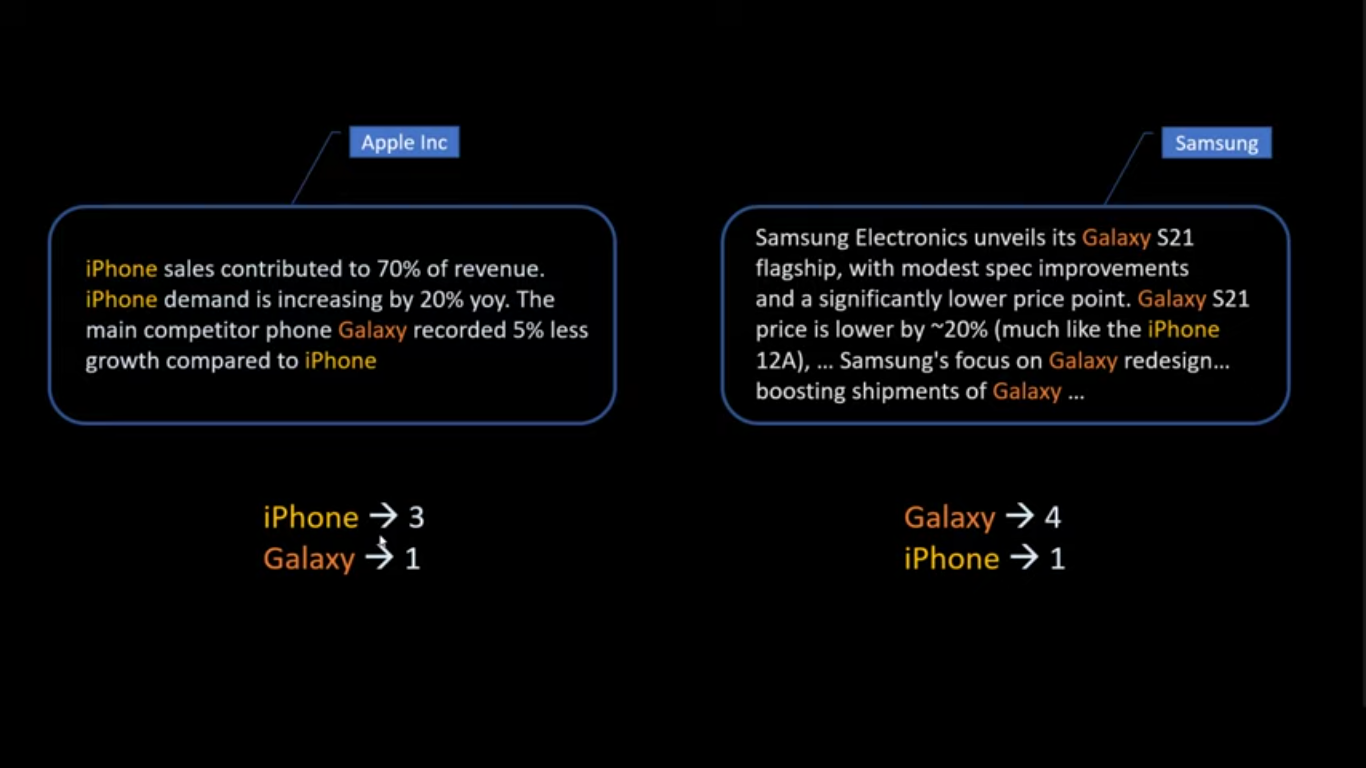 Apple Inc
iPhone sales contributed to 70% of revenue.
iPhone demand is increasing by 20% yoy. The
main competitor phone Galaxy recorded 5% less
growth compared to iPhone
iPhone → 3
Galaxy → 1
Samsung
Samsung Electronics unveils its Galaxy S21
flagship, with modest spec improvements
and a significantly lower price point. Galaxy S21
price is lower by ~20% (much like the iPhone
12A), ... Samsung's focus on Galaxy redesign...
boosting shipments of Galaxy ...
Galaxy → 4
iPhone → 1